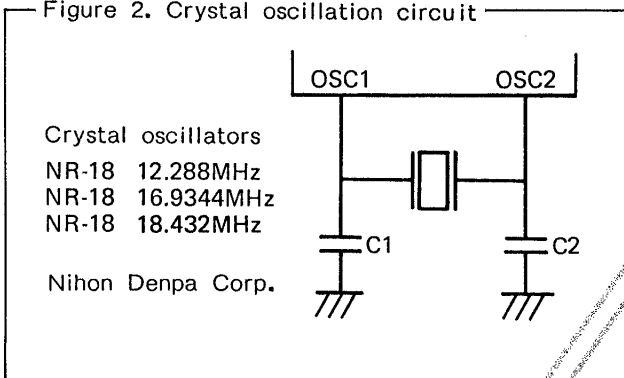 Figure 2. Crystal oscillation circuit
OSC1 OSC2
Crystal oscillators
NR-18 12.288MHz
NR-18 16.9344MHz
NR-18 18.432MHz
C1 C2
Nihon Denpa Corp.